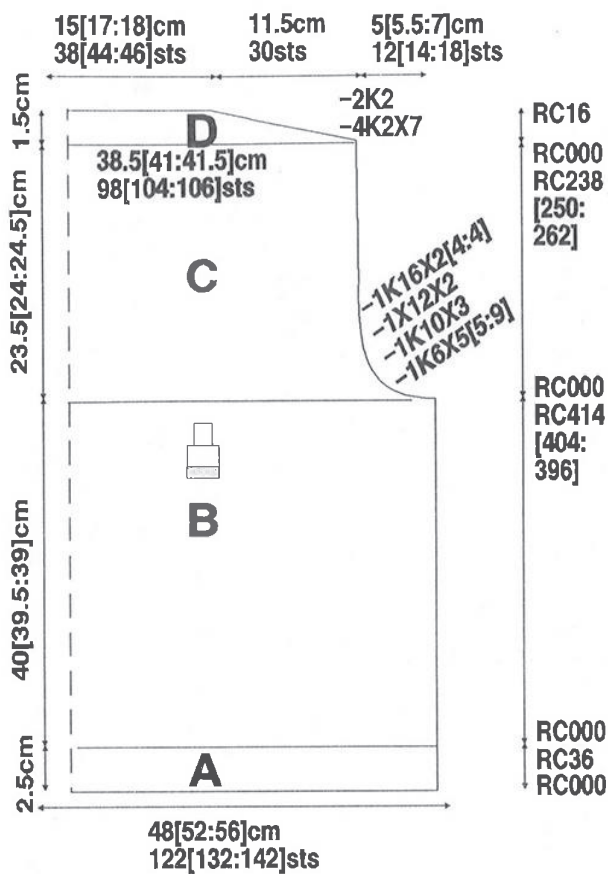 15[17:18]cm
38[44:46]sts
11.5cm
30sts
5[5.5:7]cm
12[14:18]sts
-2K2
-4K2X7
1.5cm
D
RC16
38.5[41:41.5]cm
98[104:106]sts
RC000
RC238
[250:
262]
23.5[24:24.5]cm
C
-1K16X2[4:4]
-1X12X2
-1K10X3
-1K6X5[5:9]
RC000
RC414
[404:
396]
B
40[39.5:39]cm
RC000
RC36
RC000
A
2.5cm
48[52:56]cm
122[132:142]sts